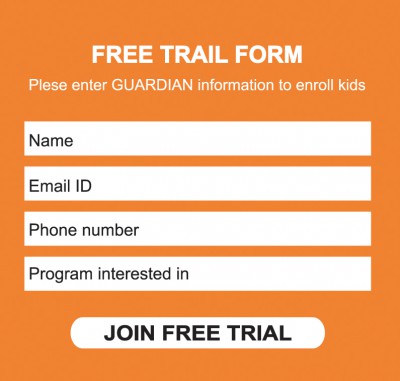 FREE TRAIL FORM
Plese enter GUARDIAN information to enroll kids
Name
Email ID
Phone number
Program interested in
JOIN FREE TRIAL